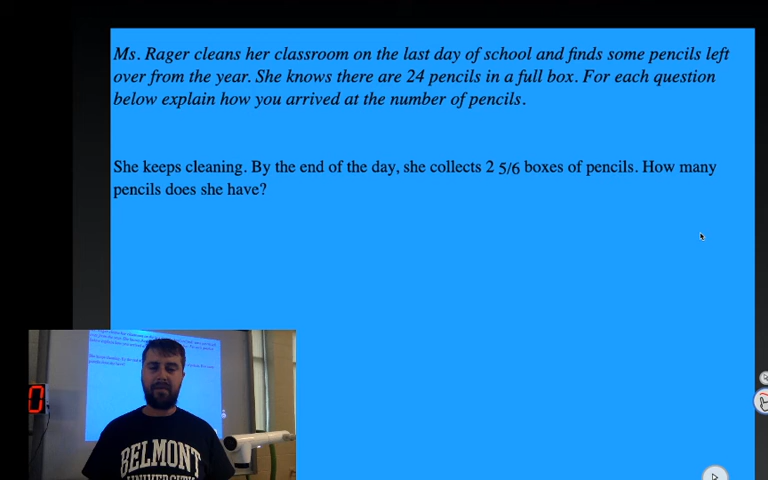 Ms. Rager cleans her classroom on the last day of school and finds some pencils left
over from the year. She knows there are 24 pencils in a full box. For each question
below explain how you arrived at the number of pencils.
She keeps cleaning. By the end of the day, she collects 2 5/6 boxes of pencils. How many
pencils does she have?
0
BELMONT
UNIVERSITY